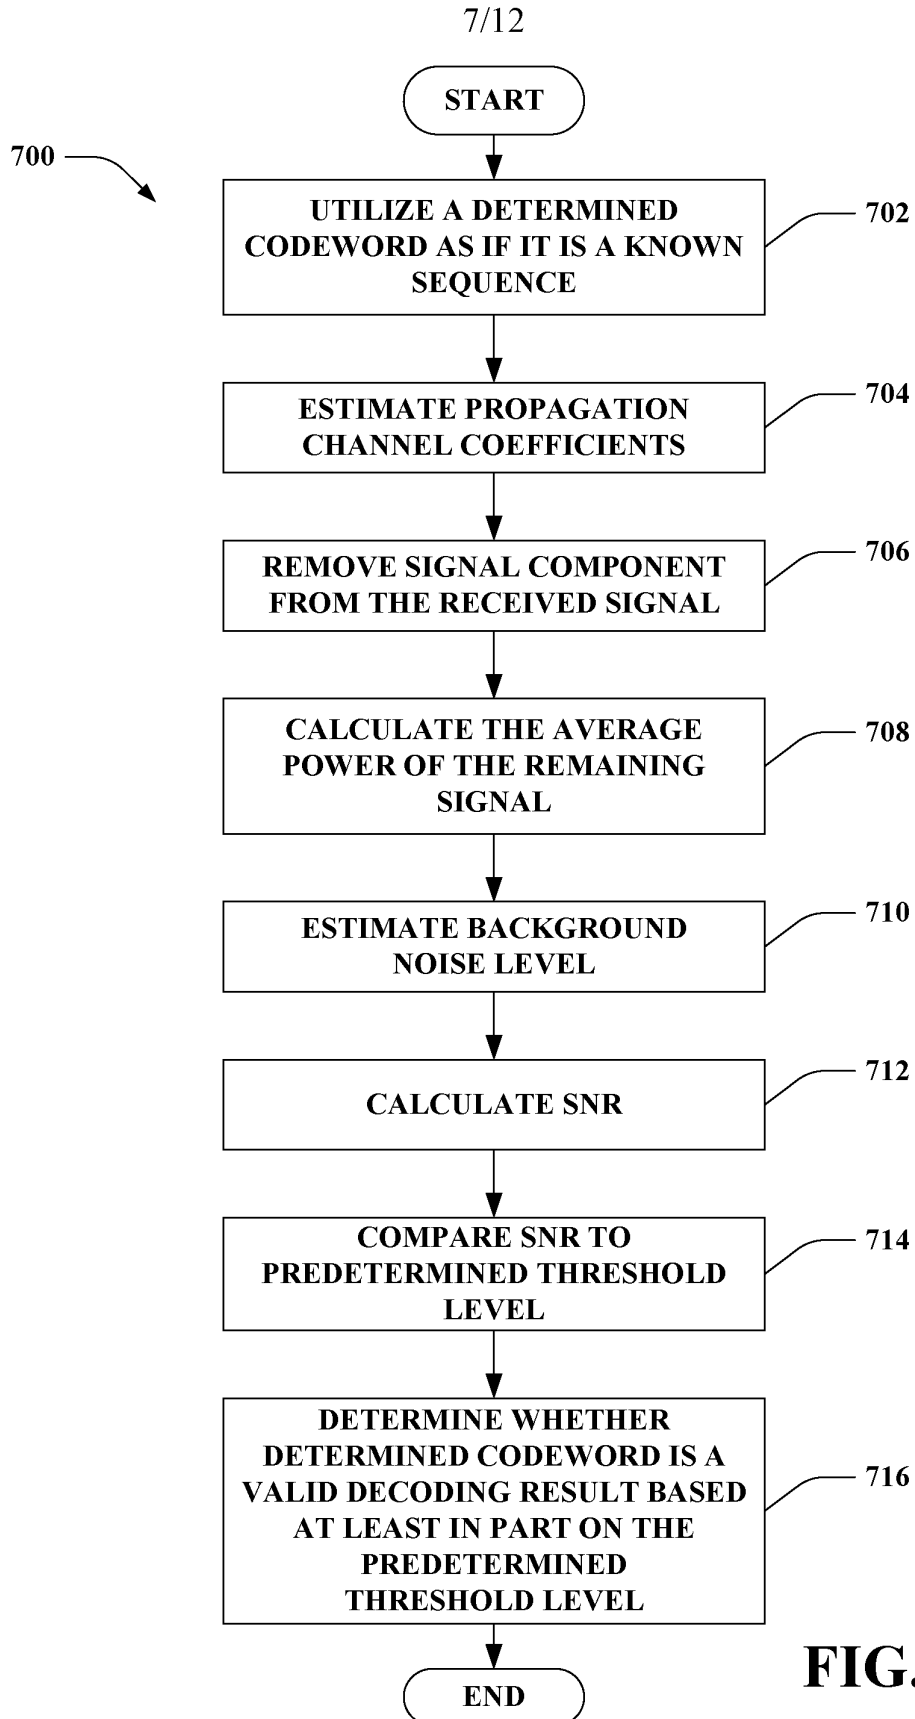 7/12
START
700
UTILIZE A DETERMINED
CODEWORD AS IF IT IS A KNOWN
SEQUENCE
702
ESTIMATE PROPAGATION
CHANNEL COEFFICIENTS
704
REMOVE SIGNAL COMPONENT
FROM THE RECEIVED SIGNAL
706
CALCULATE THE AVERAGE
POWER OF THE REMAINING
SIGNAL
708
ESTIMATE BACKGROUND
NOISE LEVEL
710
CALCULATE SNR
712
COMPARE SNR TO
PREDETERMINED THRESHOLD
LEVEL
714
DETERMINE WHETHER
DETERMINED CODEWORD IS A
VALID DECODING RESULT BASED
AT LEAST IN PART ON THE
PREDETERMINED
THRESHOLD LEVEL
716
END
FIG.